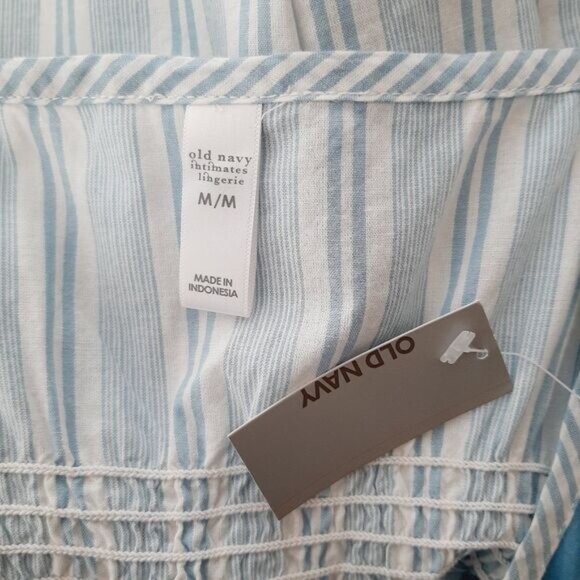 old navy
intimates
lingerie
M/M
MADE IN
INDONESIA
OLD NAVY